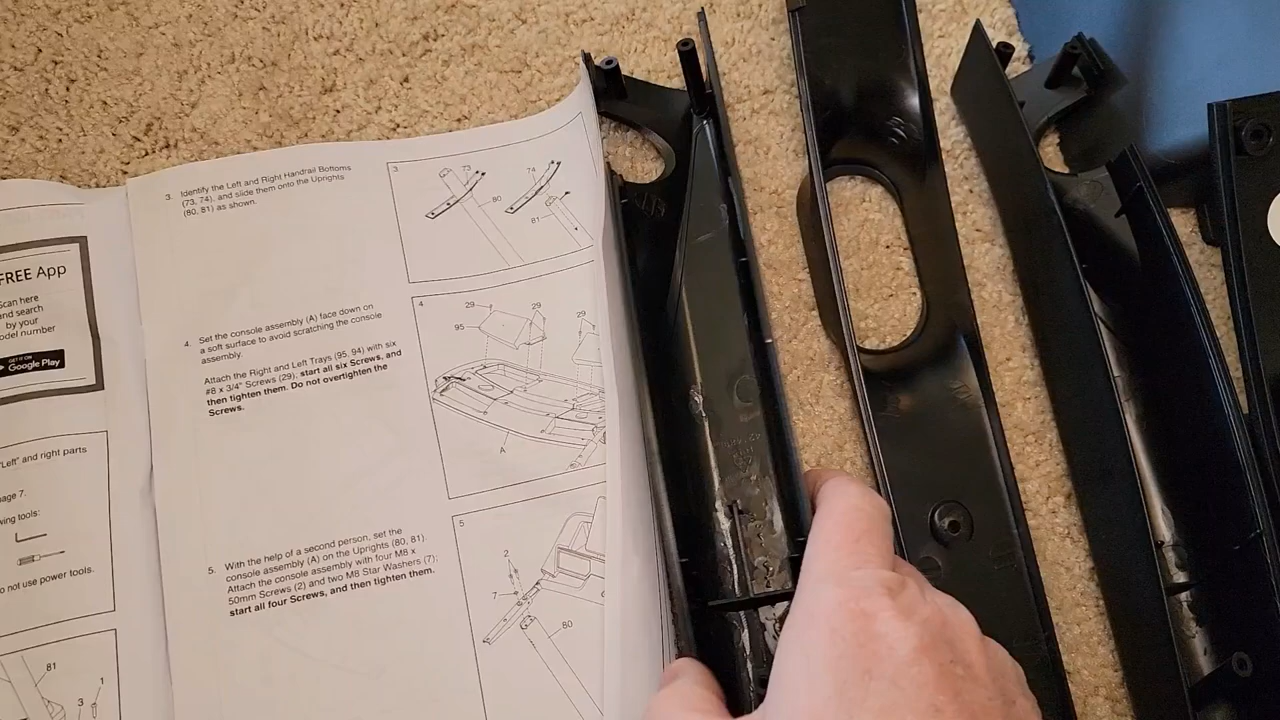 FREE App
Scan here
and search
by your
odel number
GET IT ON
Google Play
"Left" and right parts
age 7.
wing tools:
o not use power tools.
81
3
1
3. Identify the Left and Right Handrail Bottoms
(73, 74), and slide them onto the Uprights
(80, 81) as shown.
3
73
74
80
81
4. Set the console assembly (A) face down on
a soft surface to avoid scratching the console
assembly.
Attach the Right and Left Trays (95, 94) with six
#8 x 3/4" Screws (29); start all six Screws, and
then tighten them. Do not overtighten the
Screws.
4
29
29
29
95
A
5. With the help of a second person, set the
console assembly (A) on the Uprights (80, 81).
Attach the console assembly with four M8 x
50mm Screws (2) and two M8 Star Washers (7);
start all four Screws, and then tighten them.
5
2
7
80